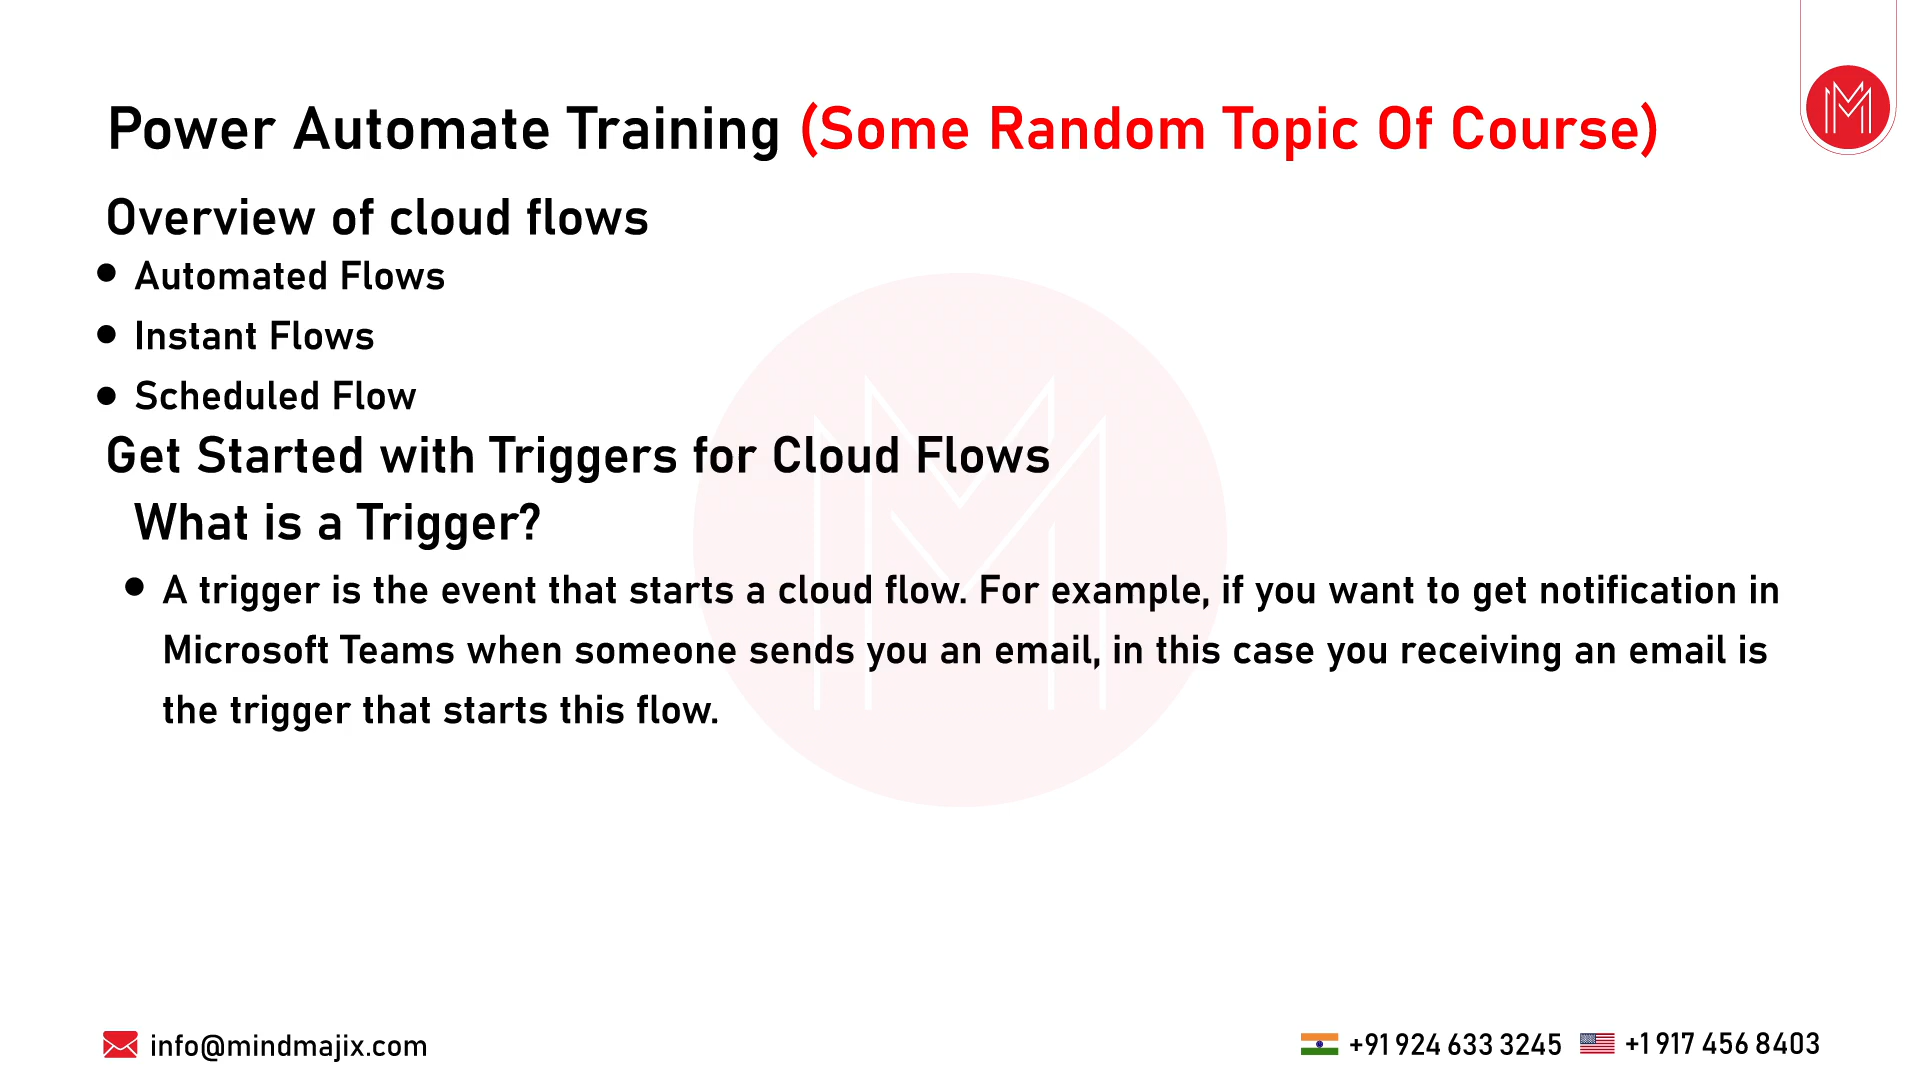 Power Automate Training (Some Random Topic Of Course)
Overview of cloud flows
• Automated Flows
• Instant Flows
• Scheduled Flow
Get Started with Triggers for Cloud Flows
What is a Trigger?
• A trigger is the event that starts a cloud flow. For example, if you want to get notification in
Microsoft Teams when someone sends you an email, in this case you receiving an email is
the trigger that starts this flow.
info@mindmajix.com
+91 924 633 3245
+1 917 456 8403